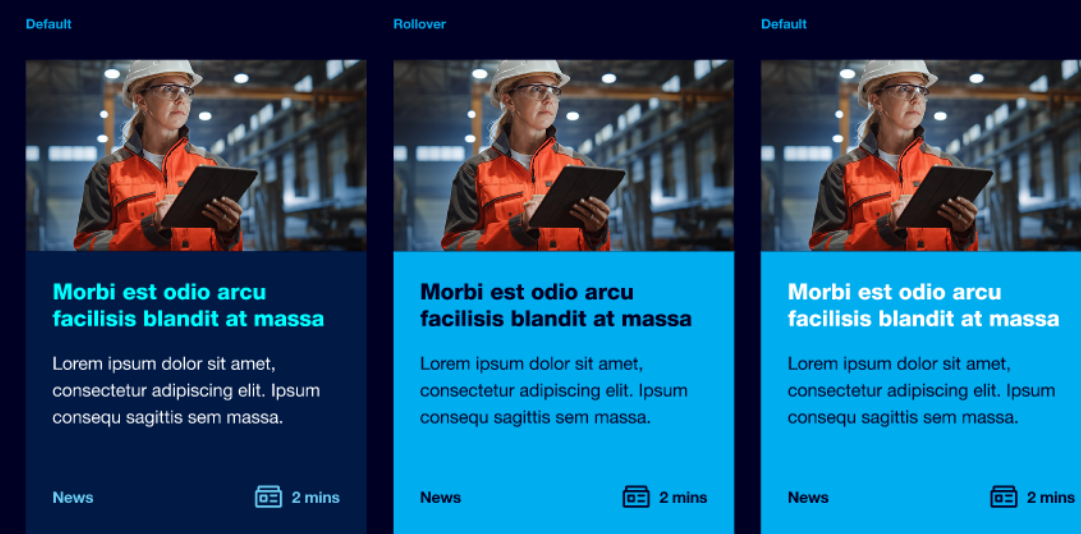 Default
Rollover
Default
Morbi est odio arcu
facilisis blandit at massa
Lorem ipsum dolor sit amet,
consectetur adipiscing elit. Ipsum
consequ sagittis sem massa.
News
2 mins
Morbi est odio arcu
facilisis blandit at massa
Lorem ipsum dolor sit amet,
consectetur adipiscing elit. Ipsum
consequ sagittis sem massa.
News
2 mins
Morbi est odio arcu
facilisis blandit at massa
Lorem ipsum dolor sit amet,
consectetur adipiscing elit. Ipsum
consequ sagittis sem massa.
News
2 mins